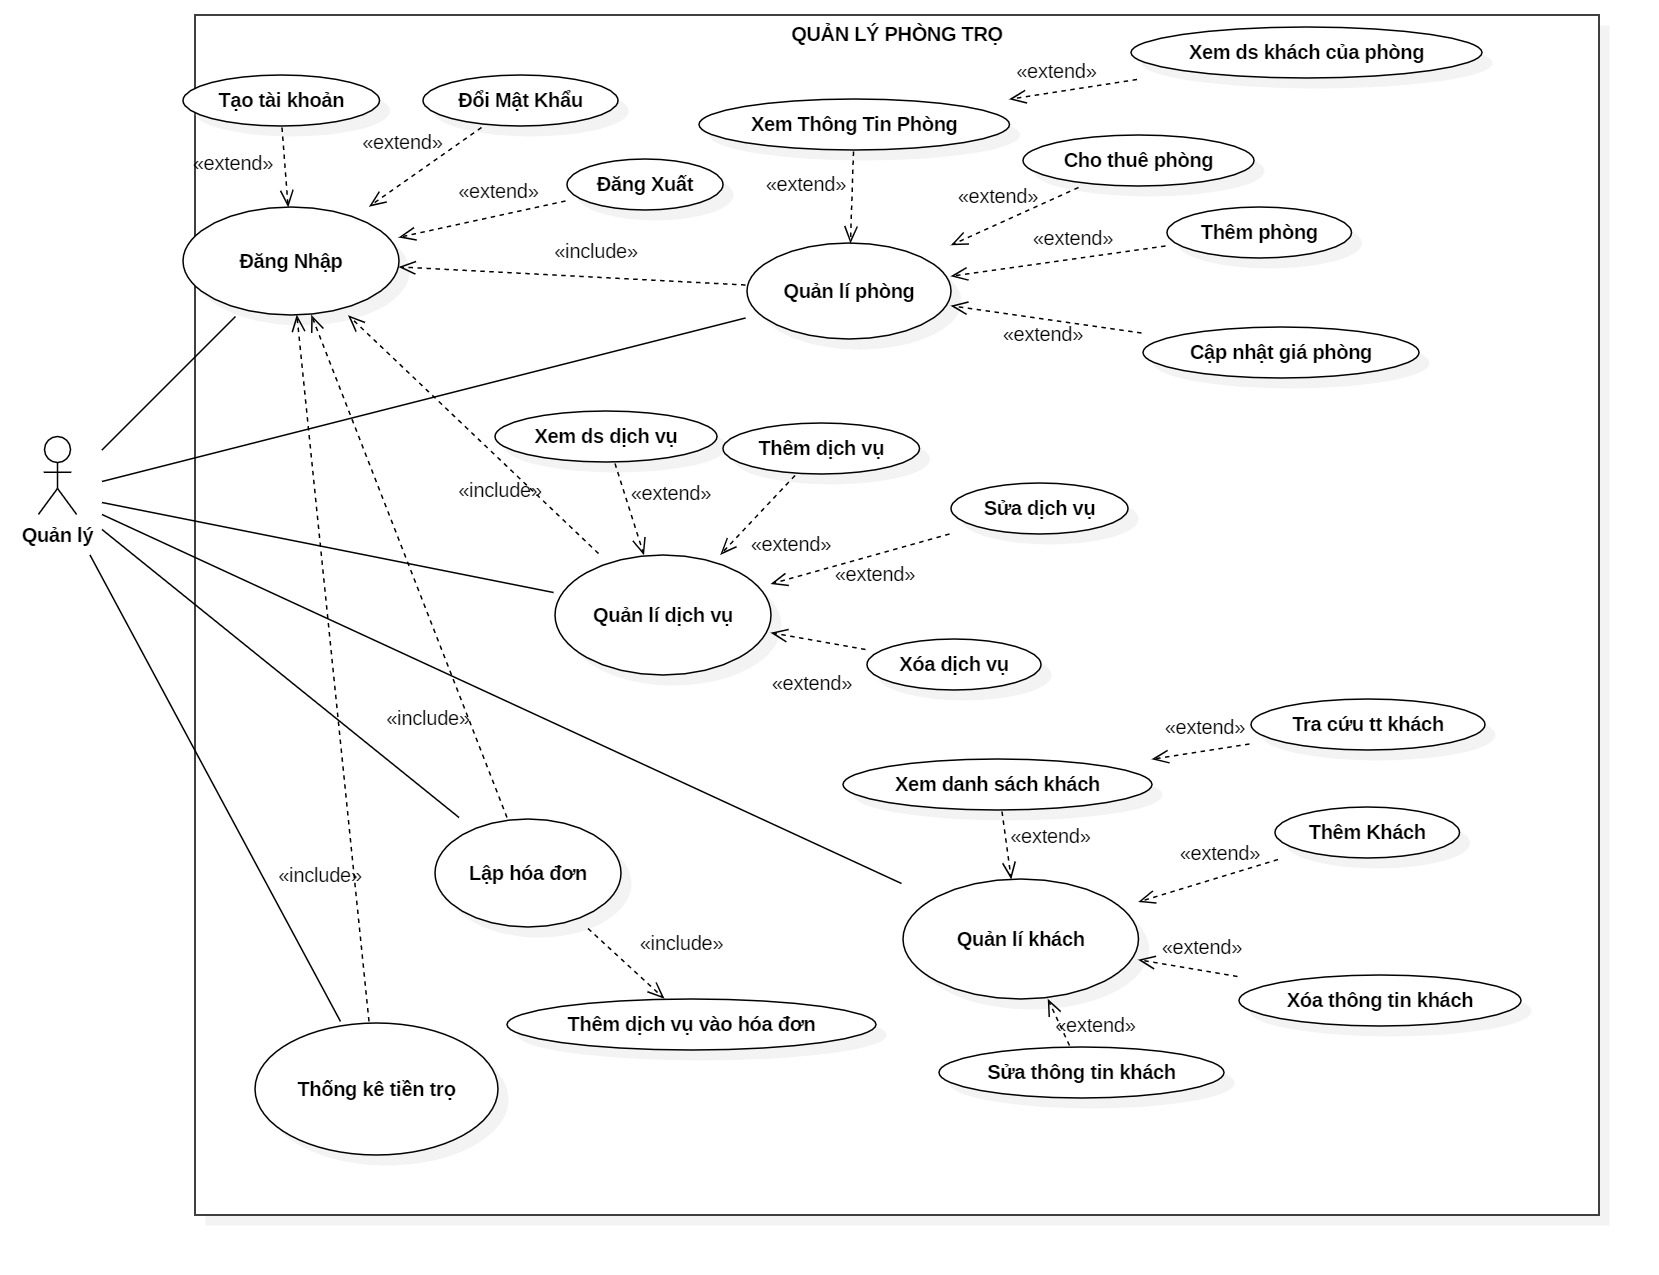 QUẢN LÝ PHÒNG TRỌ
Xem ds khách của phòng
«extend»
Tạo tài khoản
Đổi Mật Khẩu
Xem Thông Tin Phòng
«extend»
«extend»
Cho thuê phòng
«extend»
Đăng Xuất
«extend»
«extend»
Thêm phòng
«extend»
«include»
Đăng Nhập
Quản lí phòng
«extend»
Cập nhật giá phòng
Xem ds dịch vụ
Thêm dịch vụ
«include»
«extend»
Sửa dịch vụ
Quản lý
«extend»
«extend»
Quản lí dịch vụ
Xóa dịch vụ
«extend»
«include»
«extend»
Tra cứu tt khách
Xem danh sách khách
«extend»
Thêm Khách
«extend»
«include»
Lập hóa đơn
«include»
Quản lí khách
«extend»
Xóa thông tin khách
Thêm dịch vụ vào hóa đơn
«extend»
Sửa thông tin khách
Thống kê tiền trọ